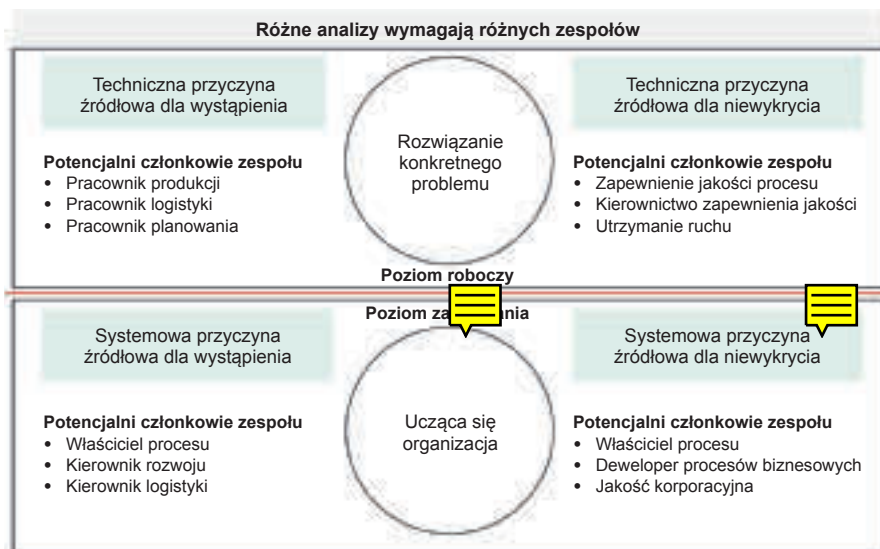 Różne analizy wymagają różnych zespołów
Techniczna przyczyna
źródłowa dla wystąpienia
Potencjalni członkowie zespołu
• Pracownik produkcji
• Pracownik logistyki
• Pracownik planowania
Rozwiązanie
konkretnego
problemu
Techniczna przyczyna
źródłowa dla niewykrycia
Potencjalni członkowie zespołu
• Zapewnienie jakości procesu
• Kierownictwo zapewnienia jakości
• Utrzymanie ruchu
Poziom roboczy
Poziom
Systemowa przyczyna
źródłowa dla wystąpienia
Potencjalni członkowie zespołu
• Właściciel procesu
• Kierownik rozwoju
• Kierownik logistyki
Ucząca się
organizacja
Systemowa przyczyna
źródłowa dla niewykrycia
Potencjalni członkowie zespołu
• Właściciel procesu
• Deweloper procesów biznesowych
• Jakość korporacyjna